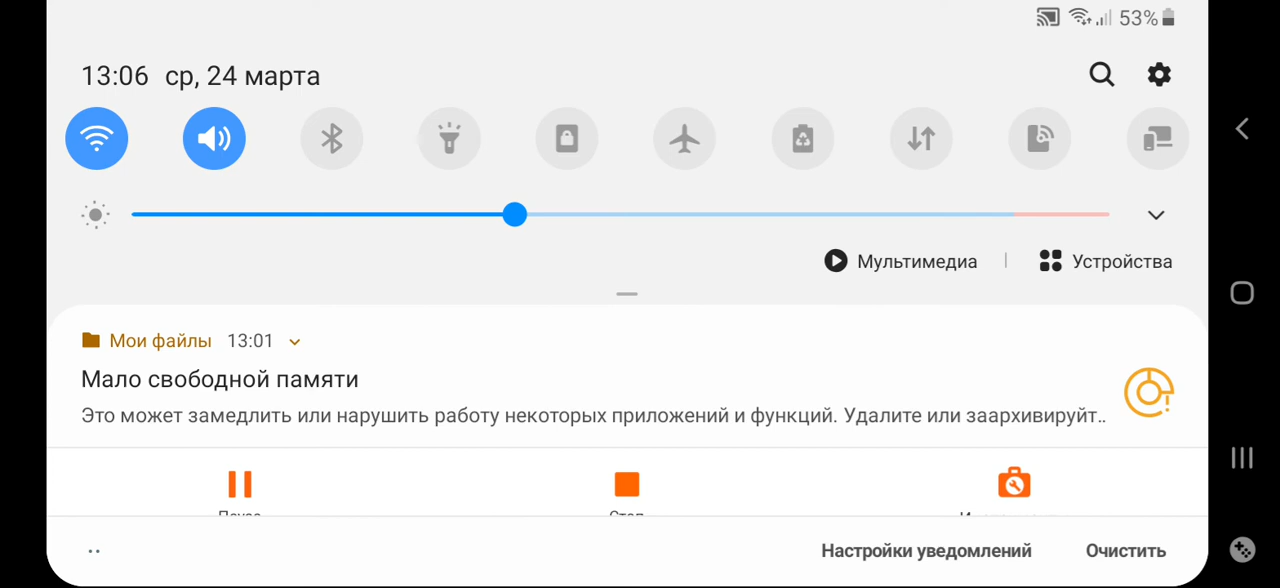 53%
13:06 ср, 24 марта
Мультимедиа | Устройства
Мои файлы 13:01
Мало свободной памяти
Это может замедлить или нарушить работу некоторых приложений и функций. Удалите или заархивируйт..
Настройки уведомлений Очистить